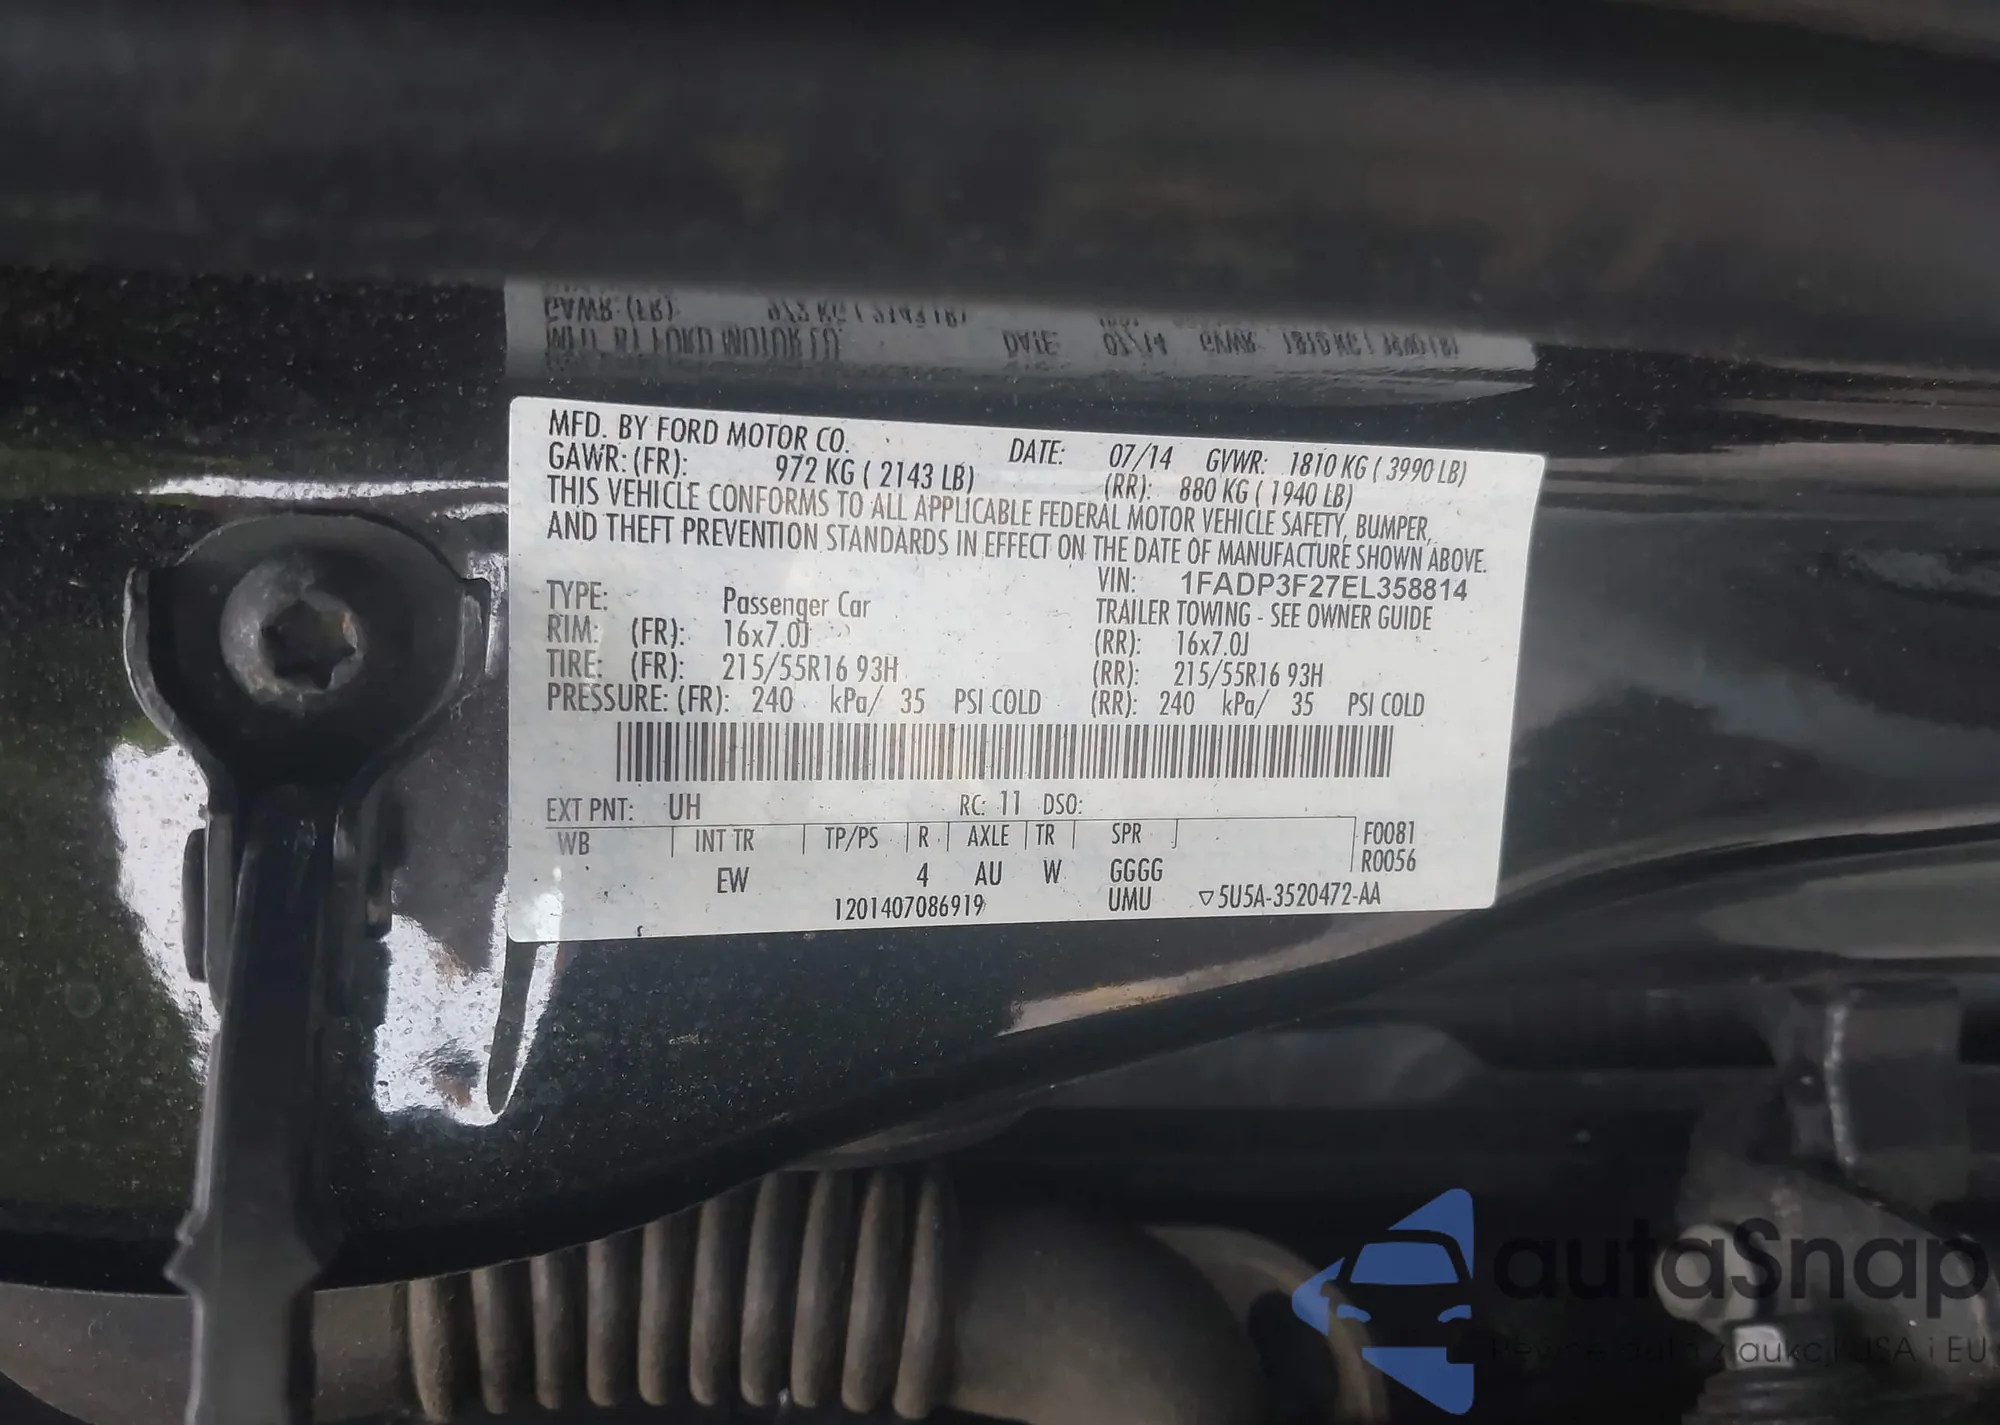 MFD. BY FORD MOTOR CO. DATE: 07/14 GVWR: 1810 KG ( 3990 LB)
GAWR: (FR): 972 KG ( 2143 LB) (RR): 880 KG ( 1940 LB)
THIS VEHICLE CONFORMS TO ALL APPLICABLE FEDERAL MOTOR VEHICLE SAFETY, BUMPER,
AND THEFT PREVENTION STANDARDS IN EFFECT ON THE DATE OF MANUFACTURE SHOWN ABOVE.
VIN: 1FADP3F27EL358814
TYPE: Passenger Car TRAILER TOWING - SEE OWNER GUIDE
RIM: (FR): 16x7.0J (RR): 16x7.0J
TIRE: (FR): 215/55R16 93H (RR): 215/55R16 93H
PRESSURE: (FR): 240 kPa/ 35 PSI COLD (RR): 240 kPa/ 35 PSI COLD
EXT PNT: UH RC: 11 DSO:
WB INT TR TP/PS R AXLE TR SPR F0081
R0056
EW 4 AU W GGGG
1201407086919 UMU ▽5U5A-3520472-AA
autaSnap
aukcji USA i EU